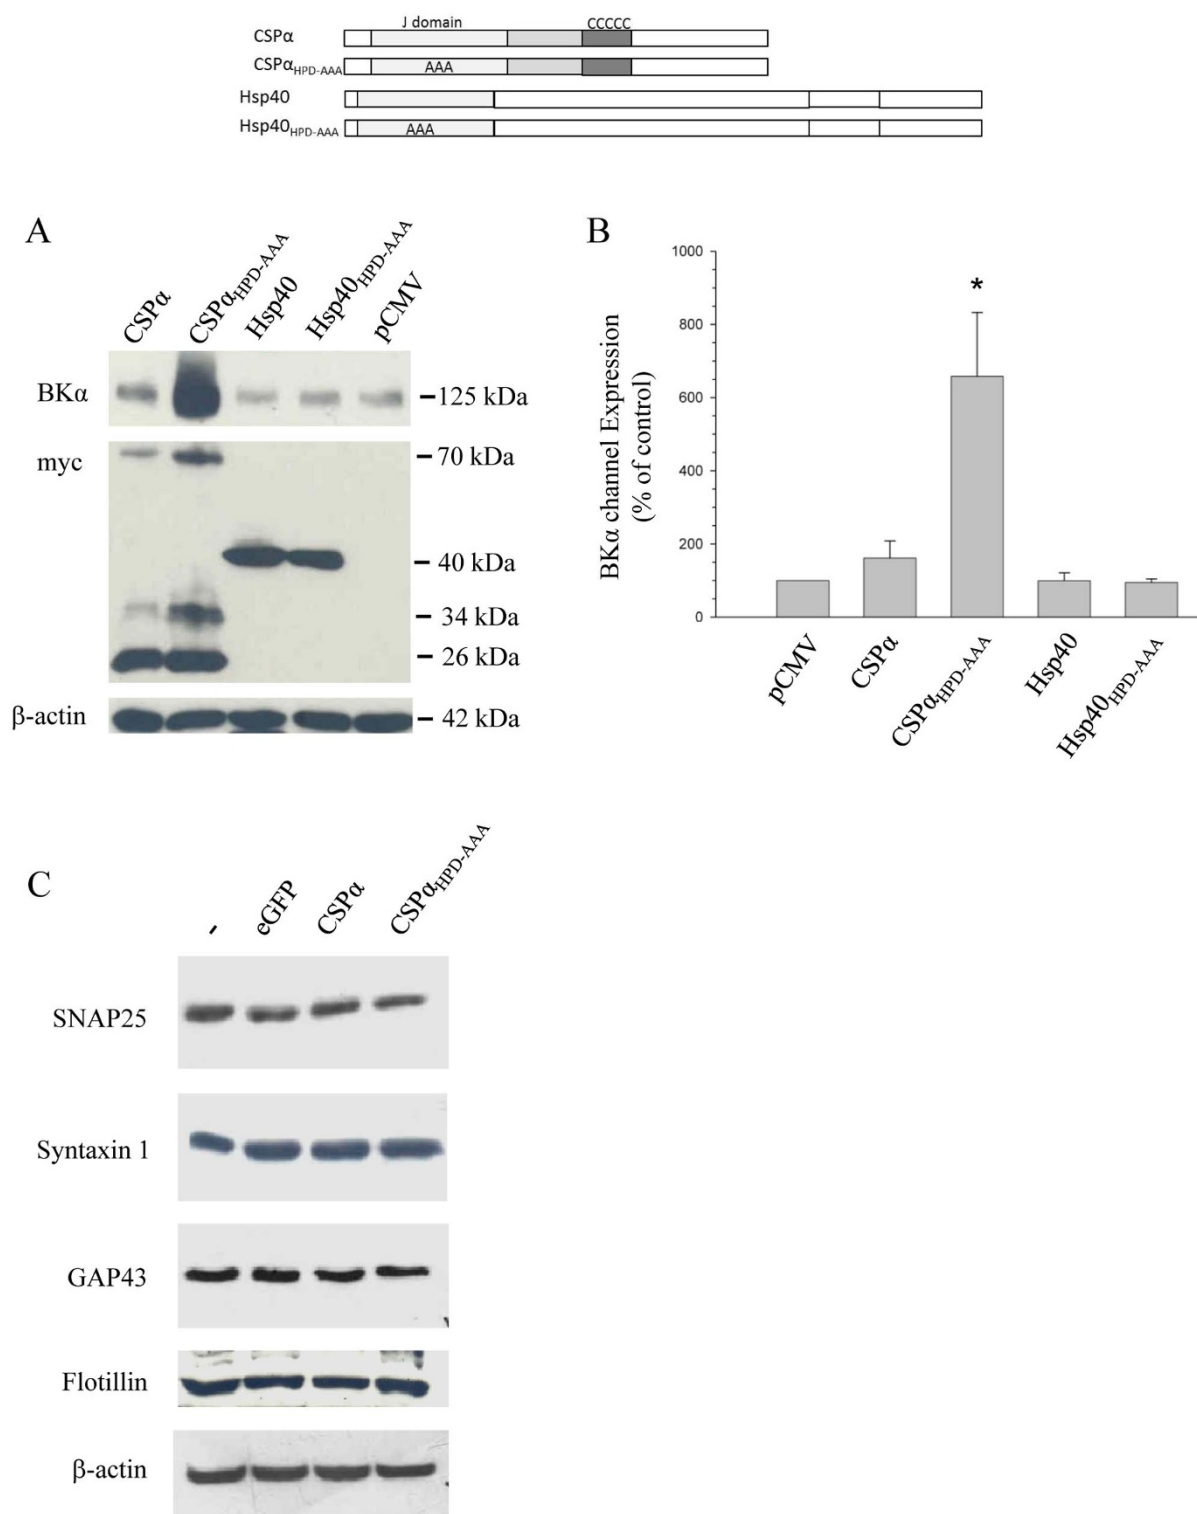 J domain CCCCC
CSPα
CSPαHPD-AAA AAA
Hsp40
Hsp40HPD-AAA AAA
A
CSPα CSPαHPD-AAA Hsp40 Hsp40HPD-AAA pCMV
BKα 125 kDa
myc 70 kDa
40 kDa
34 kDa
26 kDa
β-actin 42 kDa
B
BKα channel Expression
(% of control)
1000
800
600
400
200
0
*
pCMV CSPα CSPαHPD-AAA Hsp40 Hsp40HPD-AAA
C
- eGFP CSPα CSPαHPD-AAA
SNAP25
Syntaxin 1
GAP43
Flotillin
β-actin